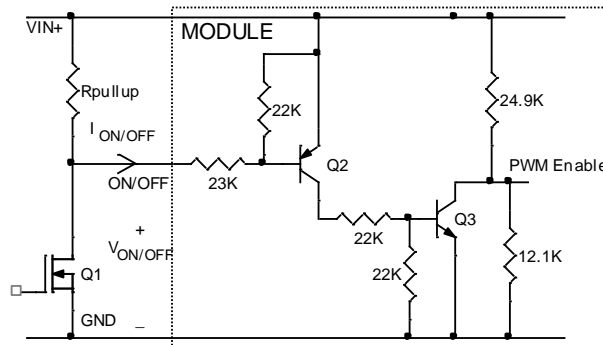 VIN+
MODULE
Rpullup
22K
24.9K
I ON/OFF
PWM Enable
ON/OFF
23K
Q2
+
V ON/OFF
22K
Q3
22K
12.1K
Q1
GND
_